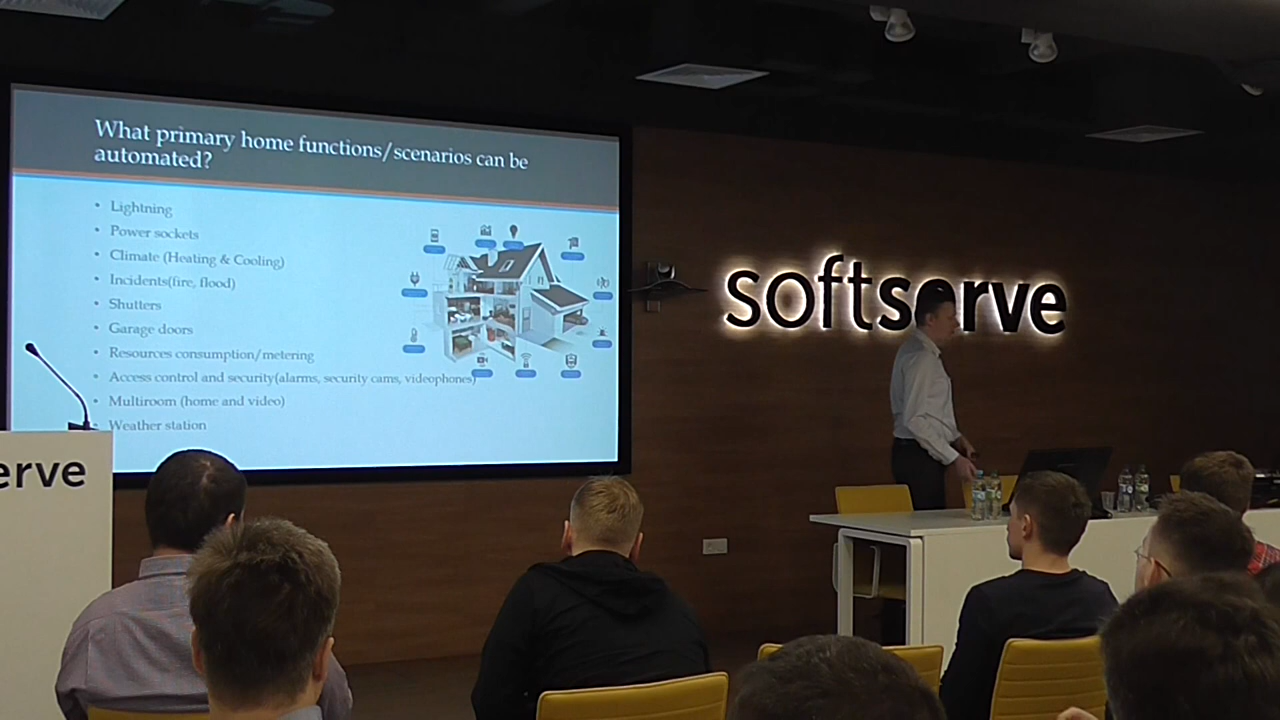 What primary home functions/scenarios can be
automated?
• Lightning
• Power sockets
• Climate (Heating & Cooling)
• Incidents(fire, flood)
• Shutters
• Garage doors
• Resources consumption/metering
• Access control and security(alarms, security cams, videophones)
• Multiroom (home and video)
• Weather station
softserve
erve